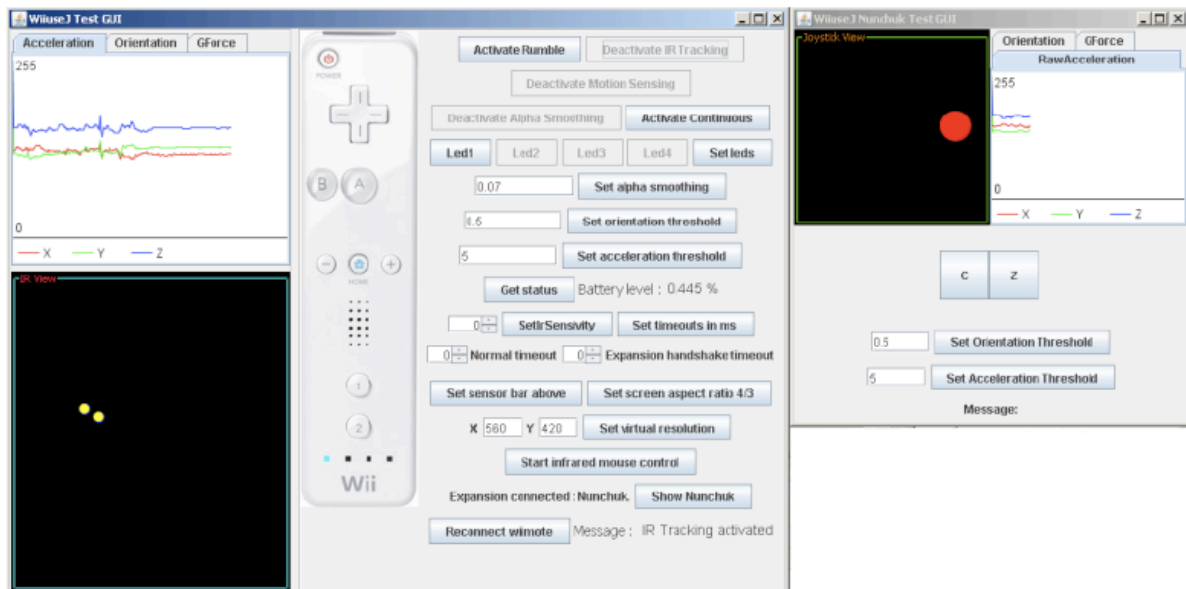 WiiuseJ Test GUI
Acceleration Orientation GForce
255
0
X Y Z
IR View
POWER
B A
HOME
1
2
Wii
Activate Rumble Deactivate IR Tracking
Deactivate Motion Sensing
Deactivate Alpha Smoothing Activate Continuous
Led1 Led2 Led3 Led4 Set leds
0.07 Set alpha smoothing
0.5 Set orientation threshold
5 Set acceleration threshold
Get status Battery level : 0.445 %
0 SetIrSensivity Set timeouts in ms
0 Normal timeout 0 Expansion handshake timeout
Set sensor bar above Set screen aspect ratio 4/3
X 560 Y 420 Set virtual resolution
Start infrared mouse control
Expansion connected : Nunchuk. Show Nunchuk
Reconnect wiimote Message : IR Tracking activated
WiiuseJ Nunchuk Test GUI
Joystick View
Orientation GForce
RawAcceleration
255
0
X Y Z
C Z
0.5 Set Orientation Threshold
5 Set Acceleration Threshold
Message: